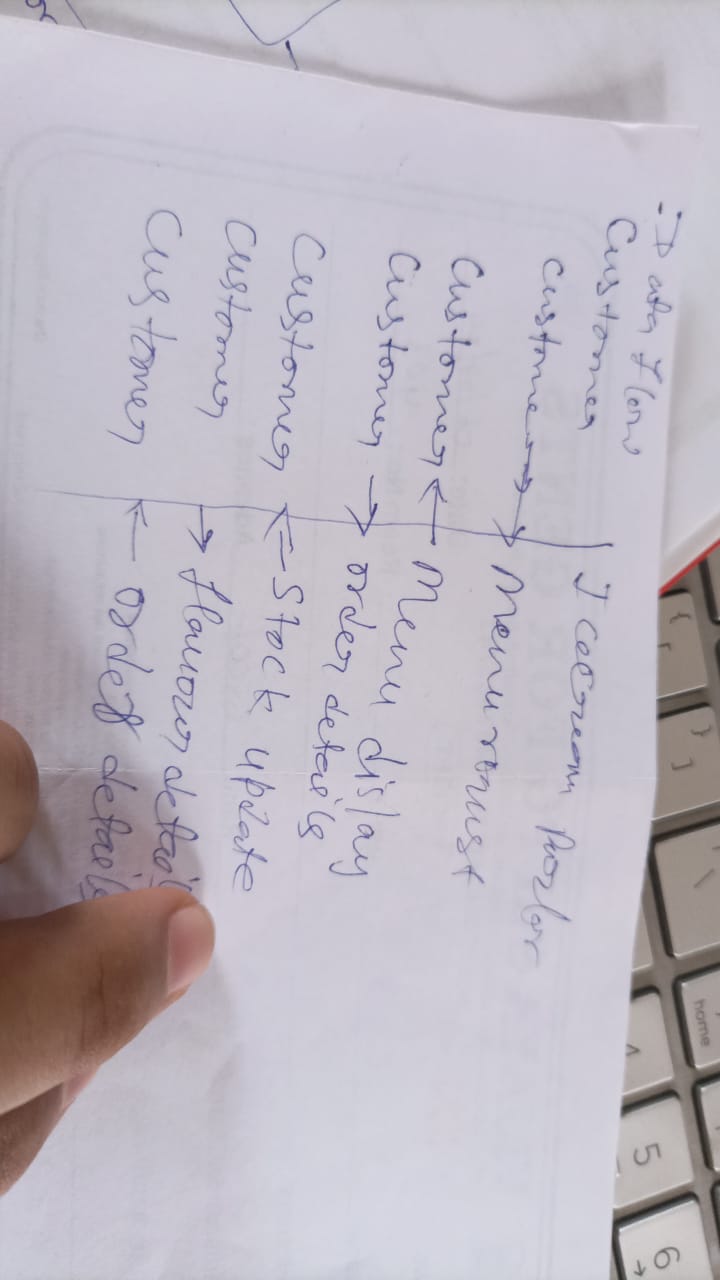 :- Data Flow
Customer | Icecream Parlor
Customer → Menu request
Customer ← Menu display
Customer → order details
Customer ← Stock update
Customer → flavour details
Customer ← order details
{ [
} ]
\
home
5
6 →